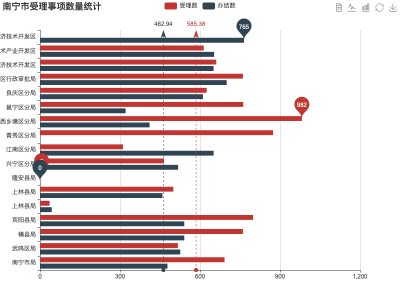 南宁市受理事项数量统计
受理数 办结数
462.94 585.38
765
济技术开发区
术产业开发区
济技术开发区
区行政审批局
良庆区分局
邕宁区分局
982
西乡塘区分局
青秀区分局
江南区分局
兴宁区分局
0
隆安县局
上林县局
上林县局
宾阳县局
横县局
武鸣区局
南宁市局
0 300 600 900 1,200